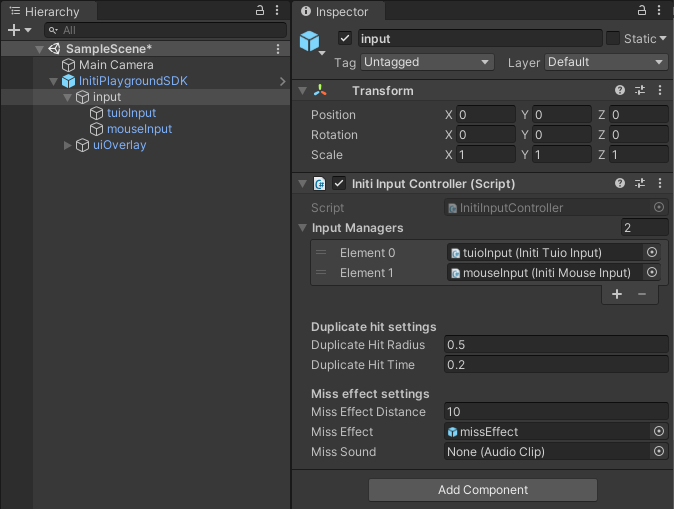 Hierarchy
All
SampleScene*
Main Camera
InitiPlaygroundSDK
input
tuioInput
mouseInput
uiOverlay
Inspector
input
Static
Tag Untagged Layer Default
Transform
Position X 0 Y 0 Z 0
Rotation X 0 Y 0 Z 0
Scale X 1 Y 1 Z 1
Initi Input Controller (Script)
Script InitiInputController
Input Managers 2
Element 0 tuioInput (Initi Tuio Input)
Element 1 mouseInput (Initi Mouse Input)
Duplicate hit settings
Duplicate Hit Radius 0.5
Duplicate Hit Time 0.2
Miss effect settings
Miss Effect Distance 10
Miss Effect missEffect
Miss Sound None (Audio Clip)
Add Component